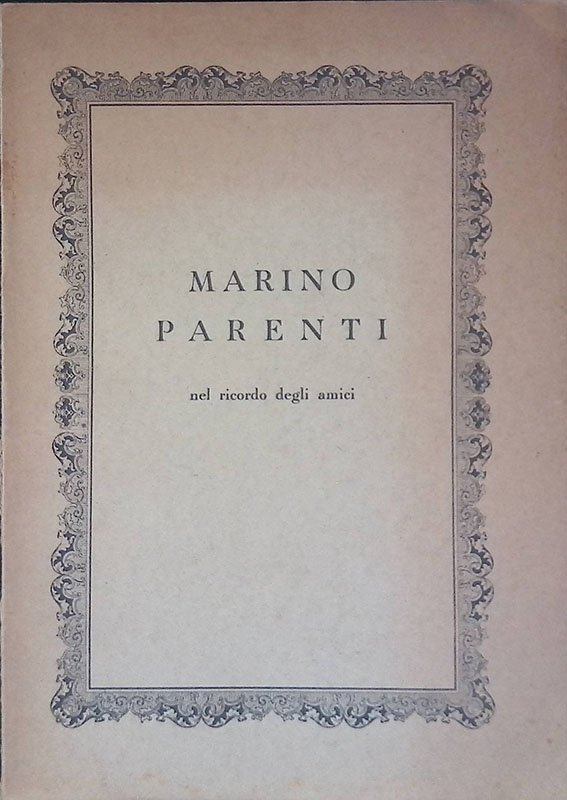 MARINO
PARENTI
nel ricordo degli amici